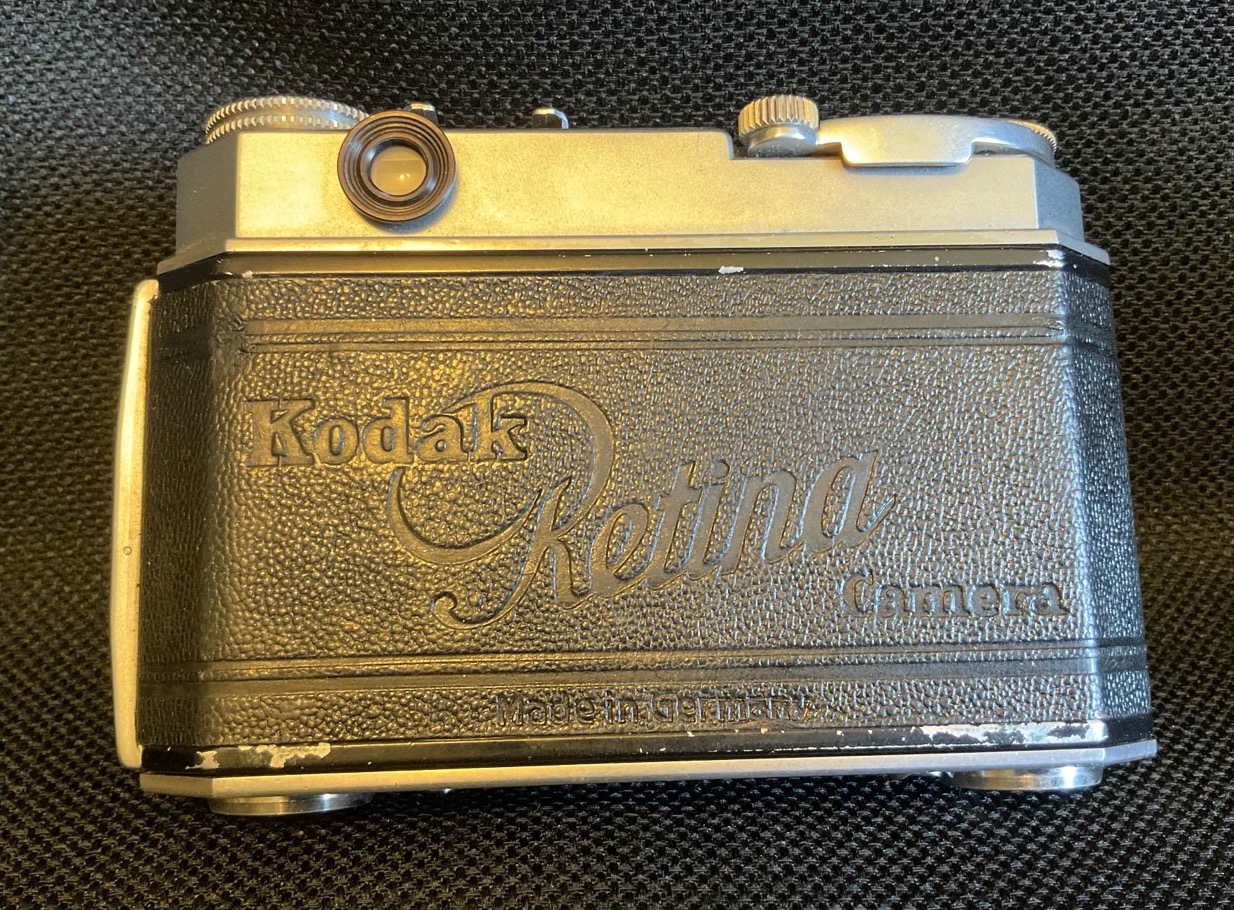 Kodak
Retina
Camera
Made in Germany